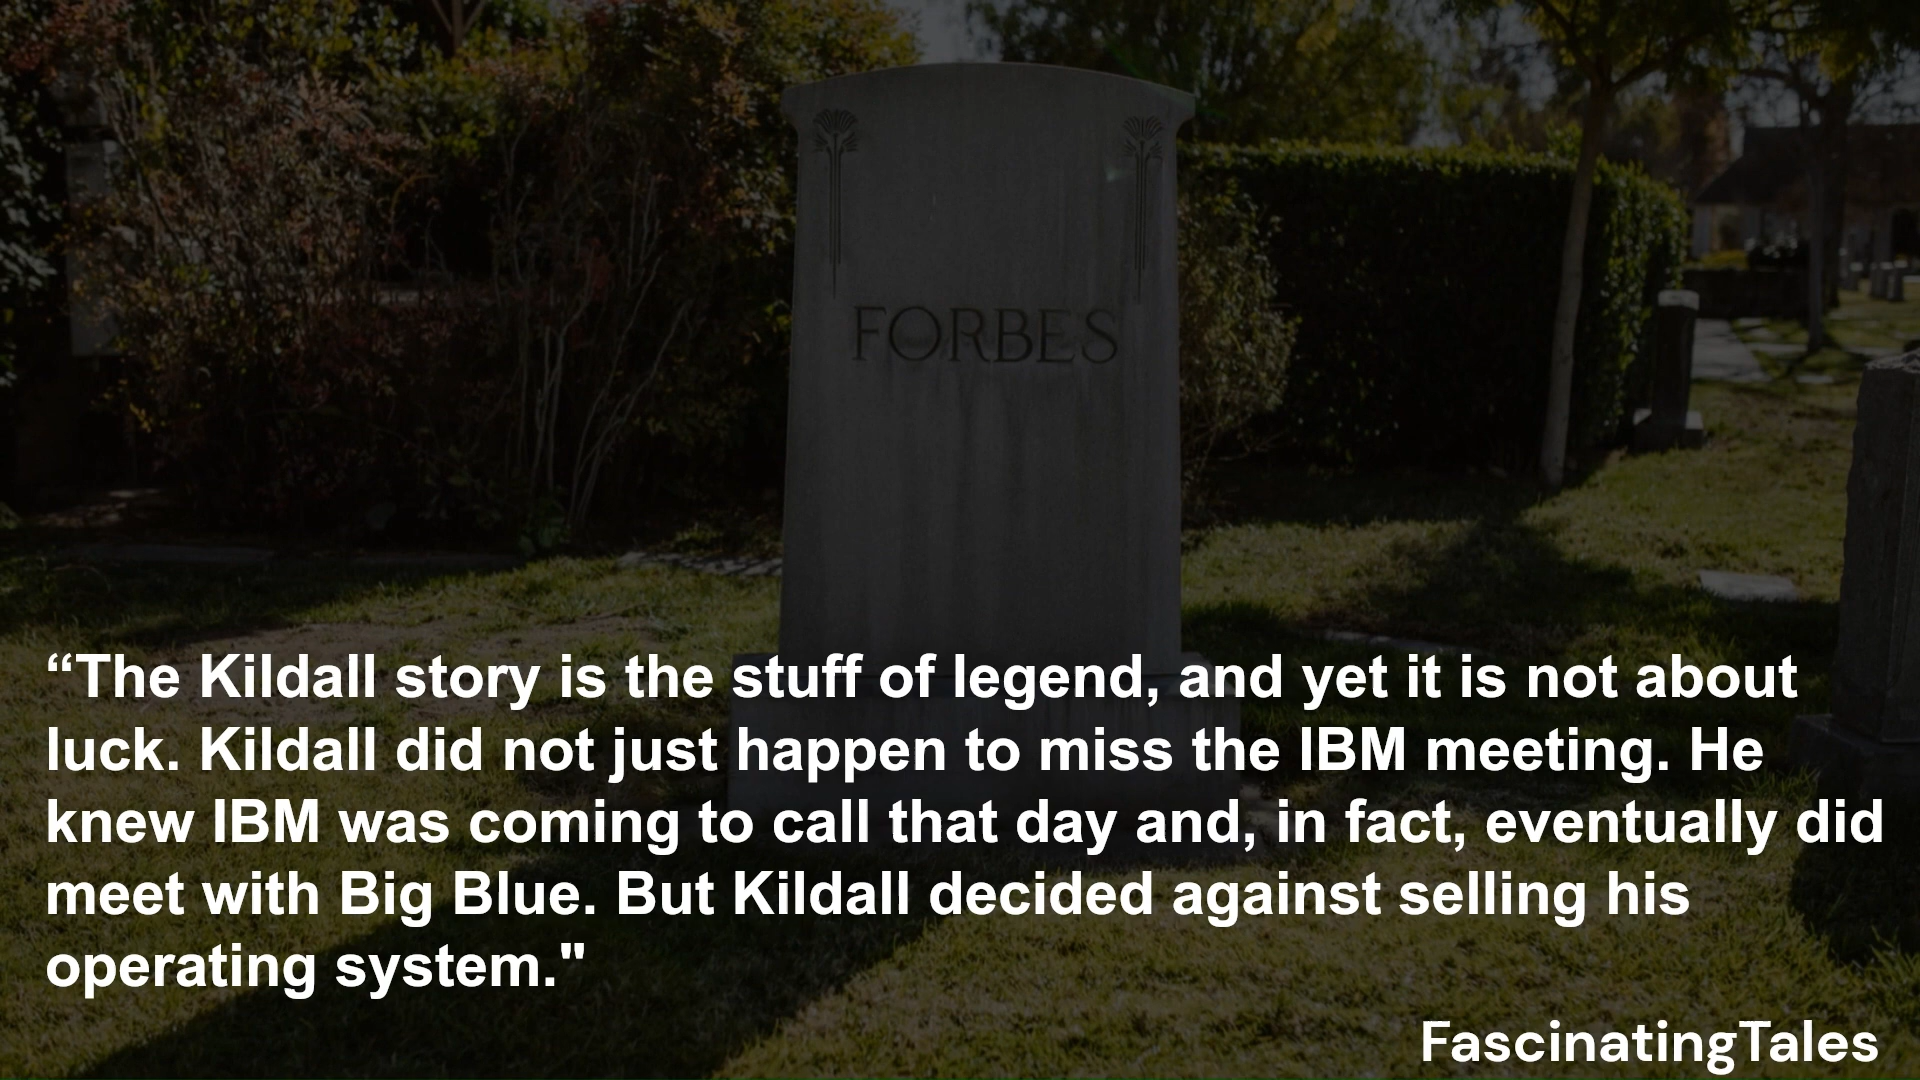 FORBES
“The Kildall story is the stuff of legend, and yet it is not about
luck. Kildall did not just happen to miss the IBM meeting. He
knew IBM was coming to call that day and, in fact, eventually did
meet with Big Blue. But Kildall decided against selling his
operating system."
FascinatingTales